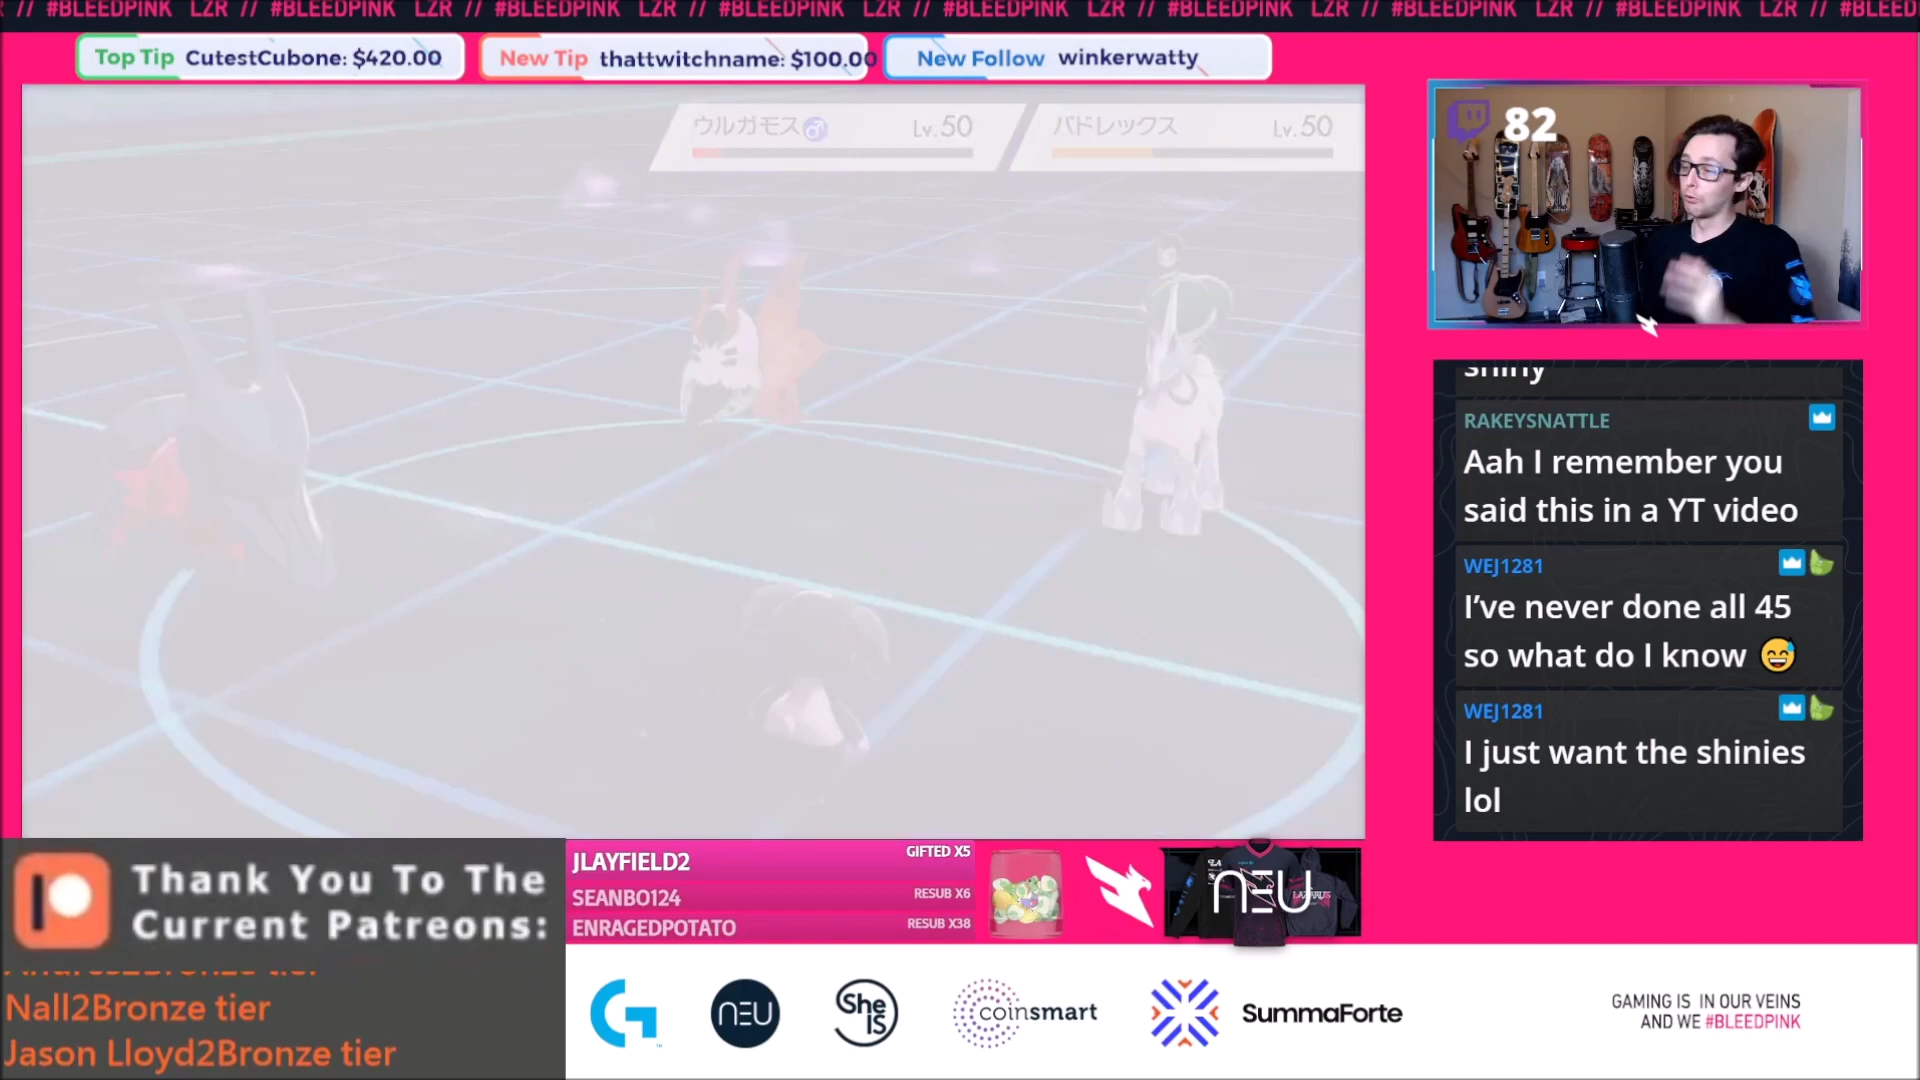 // #BLEEDPINK LZR // #BLEEDPINK LZR // #BLEEDPINK LZR // #BLEEDPINK LZR // #BLEEDPINK LZR // #BLEEDPINK LZR // #BLEEDPINK LZR // #BLEEDPINK LZR // #BLEED
Top Tip CutestCubone: $420.00
New Tip thattwitchname: $100.00
New Follow winkerwatty
ウルガモス♂ Lv.50
バドレックス Lv.50
82
shiny
RAKEYSNATTLE
Aah I remember you
said this in a YT video
WEJ1281
I've never done all 45
so what do I know 😅
WEJ1281
I just want the shinies
lol
Thank You To The
Current Patreons:
Nall2Bronze tier
Jason Lloyd2Bronze tier
JLAYFIELD2 GIFTED X5
SEANBO124 RESUB X6
ENRAGEDPOTATO RESUB X38
NEU
G
NEU
She
IS
coinsmart
SummaForte
GAMING IS IN OUR VEINS
AND WE #BLEEDPINK